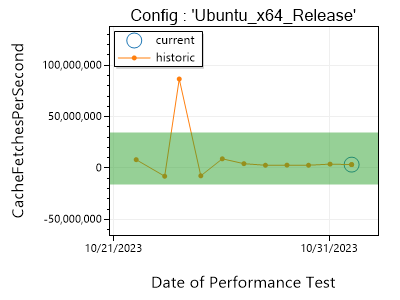 Config : 'Ubuntu_x64_Release'
current
historic
100,000,000
50,000,000
0
-50,000,000
CacheFetchesPerSecond
10/21/2023
10/31/2023
Date of Performance Test